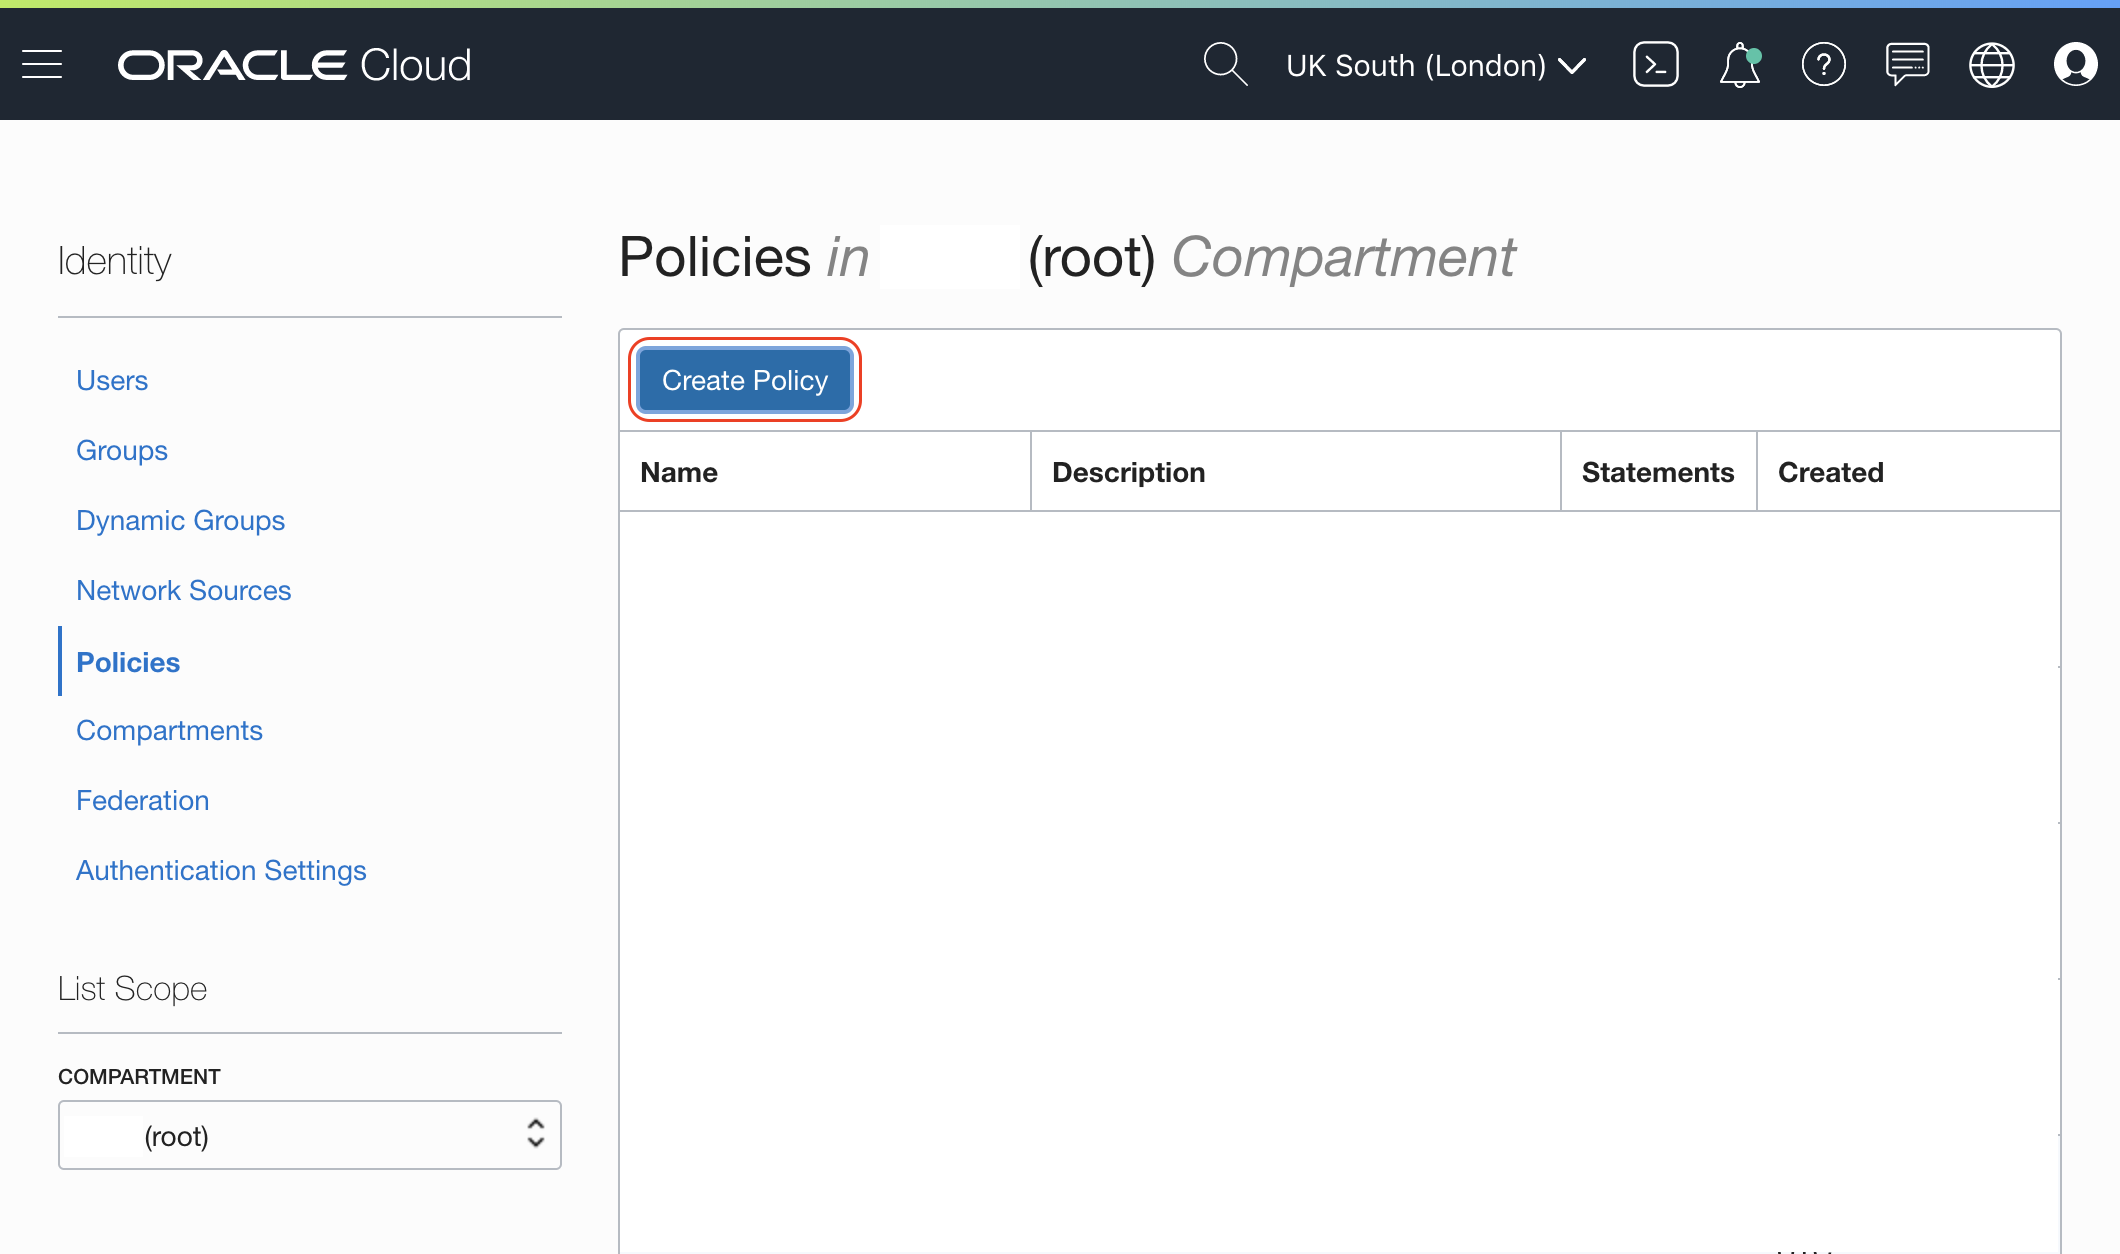 ORACLE Cloud
UK South (London)
Identity
Users
Groups
Dynamic Groups
Network Sources
Policies
Compartments
Federation
Authentication Settings
List Scope
COMPARTMENT
(root)
Policies in (root) Compartment
Create Policy
Name Description Statements Created